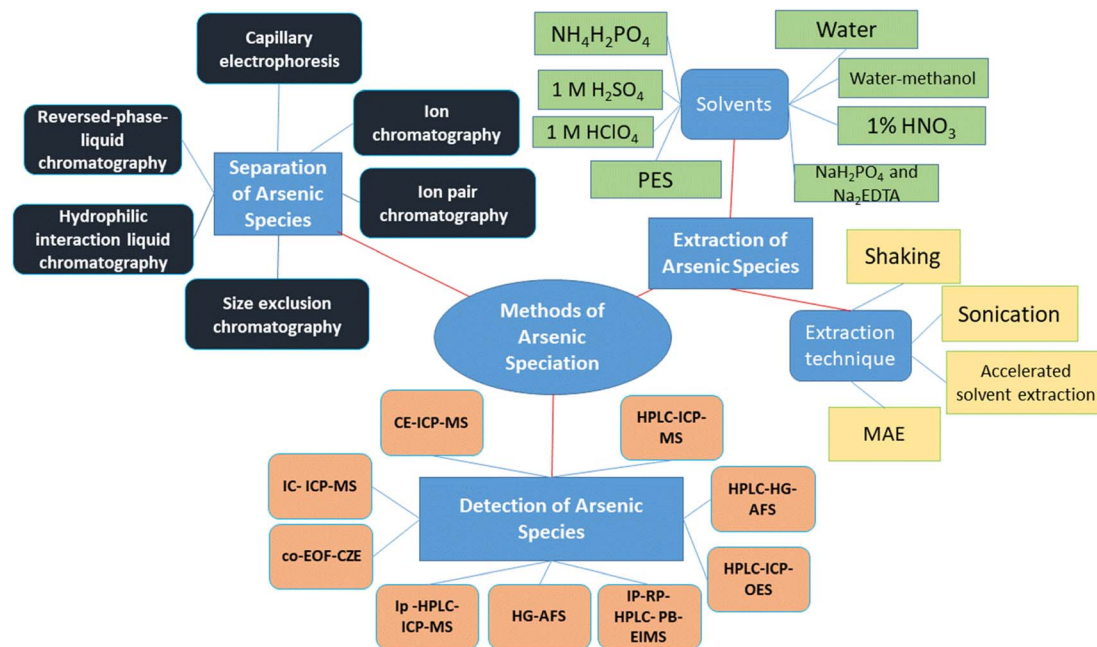 Capillary
electrophoresis
Reversed-phase-
liquid
chromatography
Ion
chromatography
Separation
of Arsenic
Species
Hydrophilic
interaction liquid
chromatography
Ion pair
chromatography
Size exclusion
chromatography
NH₄H₂PO₄
Water
1 M H₂SO₄
Solvents
Water-methanol
1 M HClO₄
1% HNO₃
PES
NaH₂PO₄ and
Na₂EDTA
Extraction of
Arsenic Species
Shaking
Methods of
Arsenic
Speciation
Extraction
technique
Sonication
Accelerated
solvent extraction
MAE
CE-ICP-MS
HPLC-ICP-
MS
IC- ICP-MS
Detection of Arsenic
Species
HPLC-HG-
AFS
co-EOF-CZE
HPLC-ICP-
OES
Ip -HPLC-
ICP-MS
HG-AFS
IP-RP-
HPLC- PB-
EIMS